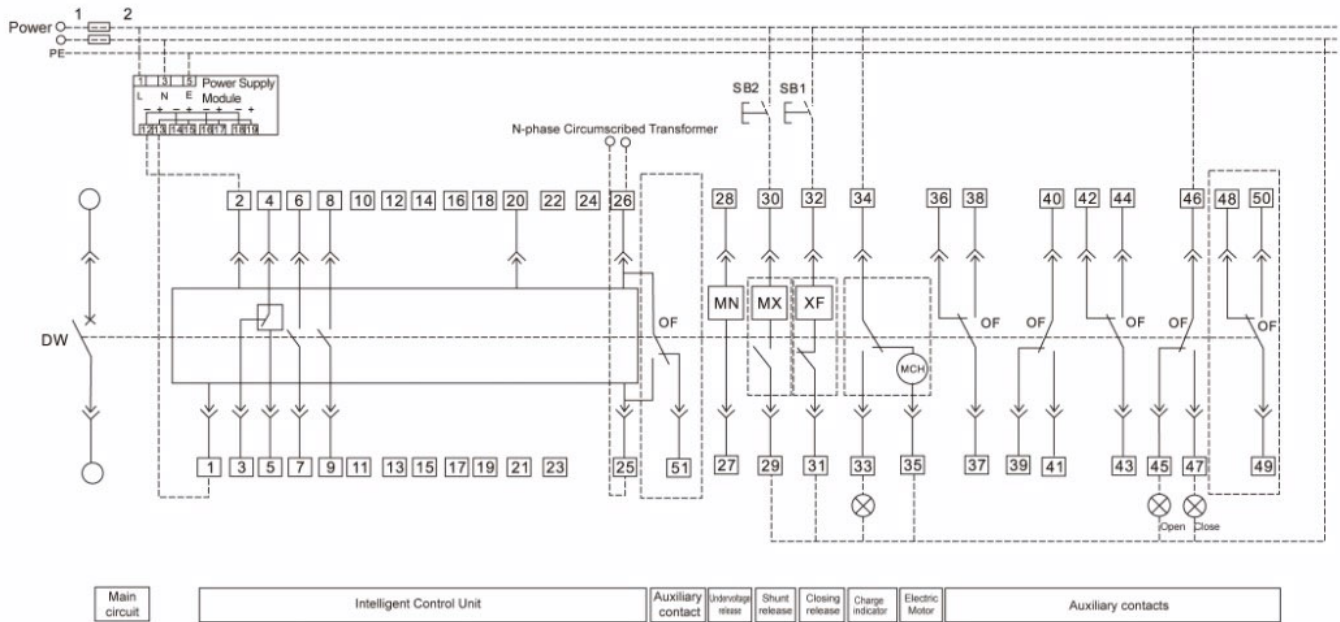 1 2
Power
PE
1 3 5 Power Supply
L N E Module
− + − + − + − +
12 13 14 15 16 17 18 19
SB2 SB1
N-phase Circumscribed Transformer
2 4 6 8 10 12 14 16 18 20 22 24 26 28 30 32 34 36 38 40 42 44 46 48 50
MN MX XF
DW OF OF OF OF OF OF
MCH
1 3 5 7 9 11 13 15 17 19 21 23 25 51 27 29 31 33 35 37 39 41 43 45 47 49
Open Close
Main circuit
Intelligent Control Unit
Auxiliary contact
Undervoltage release
Shunt release
Closing release
Charge indicator
Electric Motor
Auxiliary contacts